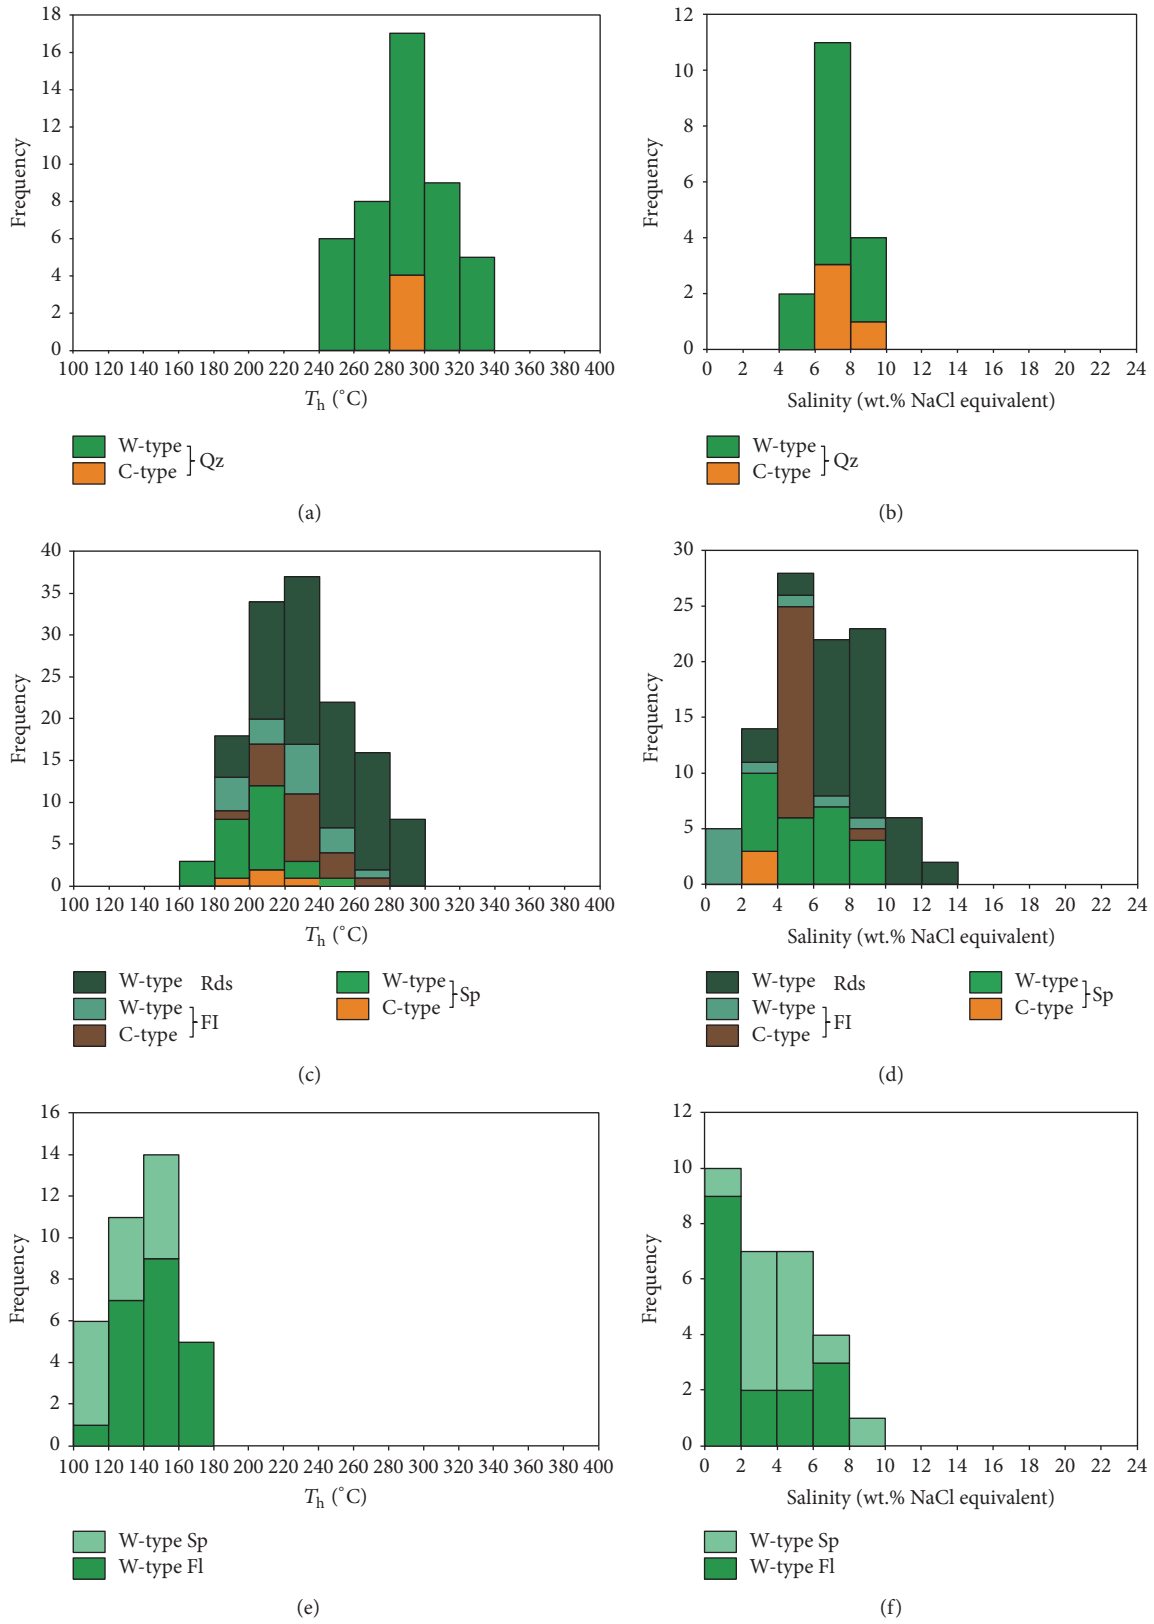 18
16
14
12
10
8
6
4
2
0
Frequency
100 120 140 160 180 200 220 240 260 280 300 320 340 360 380 400
Th (°C)
W-type
C-type
Qz
(a)
12
10
8
6
4
2
0
Frequency
0 2 4 6 8 10 12 14 16 18 20 22 24
Salinity (wt.% NaCl equivalent)
W-type
C-type
Qz
(b)
40
35
30
25
20
15
10
5
0
Frequency
100 120 140 160 180 200 220 240 260 280 300 320 340 360 380 400
Th (°C)
W-type Rds
W-type
C-type
FI
W-type
C-type
Sp
(c)
30
25
20
15
10
5
0
Frequency
0 2 4 6 8 10 12 14 16 18 20 22 24
Salinity (wt.% NaCl equivalent)
W-type Rds
W-type
C-type
FI
W-type
C-type
Sp
(d)
16
14
12
10
8
6
4
2
0
Frequency
100 120 140 160 180 200 220 240 260 280 300 320 340 360 380 400
Th (°C)
W-type Sp
W-type Fl
(e)
12
10
8
6
4
2
0
Frequency
0 2 4 6 8 10 12 14 16 18 20 22 24
Salinity (wt.% NaCl equivalent)
W-type Sp
W-type Fl
(f)